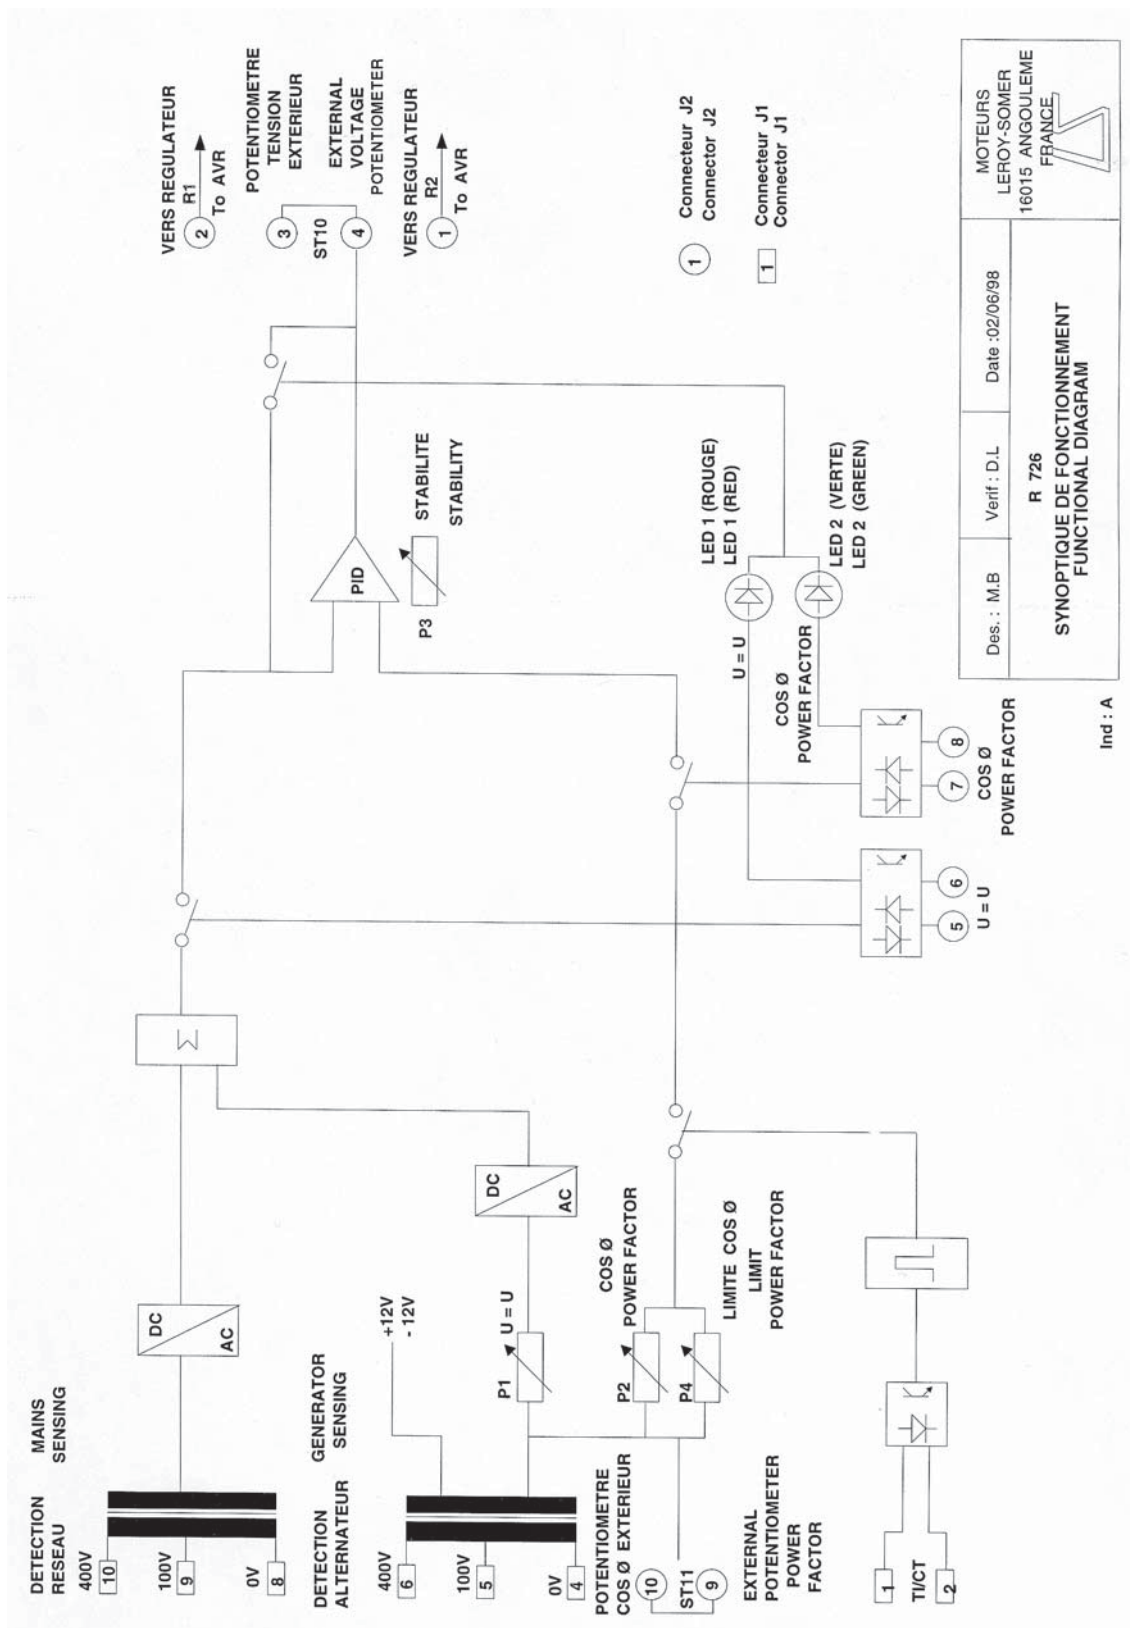 DETECTION
RESEAU
MAINS
SENSING
400V
10
100V
9
0V
8
DC
AC
Σ
DETECTION
ALTERNATEUR
GENERATOR
SENSING
400V
6
100V
5
0V
4
+12V
- 12V
P1
U = U
DC
AC
POTENTIOMETRE
COS Ø EXTERIEUR
10
ST11
9
EXTERNAL
POTENTIOMETER
POWER
FACTOR
P2
COS Ø
POWER FACTOR
P4
LIMITE COS Ø
LIMIT
POWER FACTOR
1
TI/CT
2
PID
P3
STABILITE
STABILITY
U = U
LED 1 (ROUGE)
LED 1 (RED)
COS Ø
POWER FACTOR
LED 2 (VERTE)
LED 2 (GREEN)
5
6
U = U
7
8
COS Ø
POWER FACTOR
VERS REGULATEUR
2
R1
To AVR
POTENTIOMETRE
TENSION
EXTERIEUR
3
ST10
4
EXTERNAL
VOLTAGE
POTENTIOMETER
VERS REGULATEUR
1
R2
To AVR
1
Connecteur J2
Connector J2
1
Connecteur J1
Connector J1
Des. : M.B
Verif : D.L
Date :02/06/98
R 726
SYNOPTIQUE DE FONCTIONNEMENT
FUNCTIONAL DIAGRAM
MOTEURS
LEROY-SOMER
16015 ANGOULEME
FRANCE
Ind : A